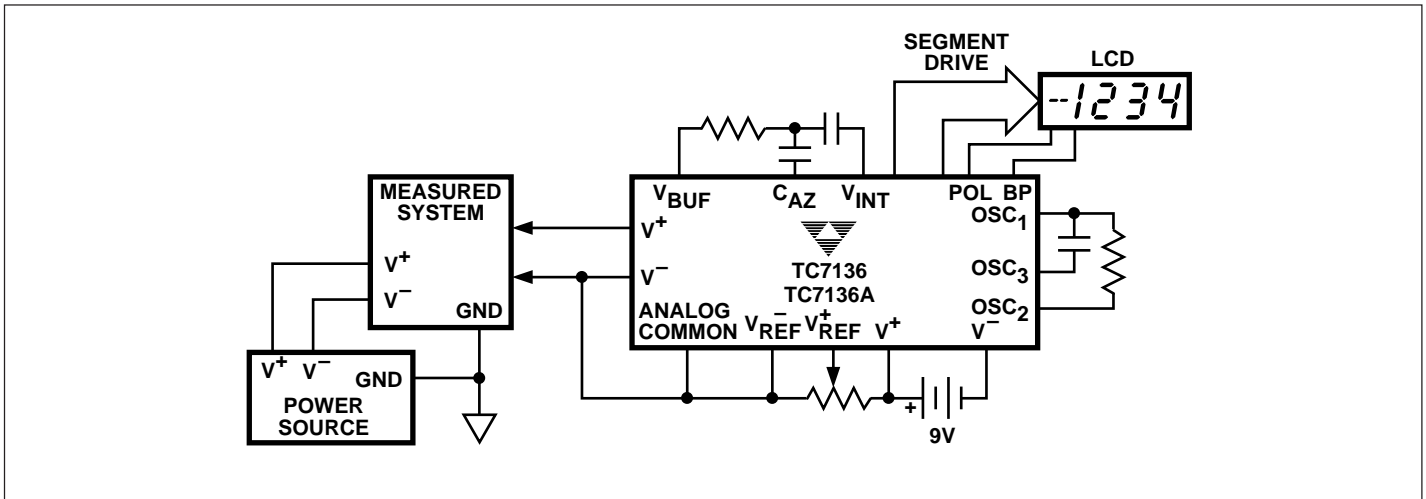 SEGMENT
DRIVE
LCD
--1234
VBUF
CAZ
VINT
POL BP
MEASURED
SYSTEM
V+
V–
GND
V+
V–
TC7136
TC7136A
OSC1
OSC3
OSC2
ANALOG
COMMON
V–REF
V+REF
V+
V–
V+ V–
GND
POWER
SOURCE
+
9V